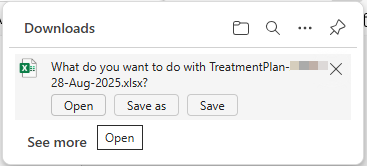 Downloads
What do you want to do with TreatmentPlan-
28-Aug-2025.xlsx?
Open Save as Save
See more
Open